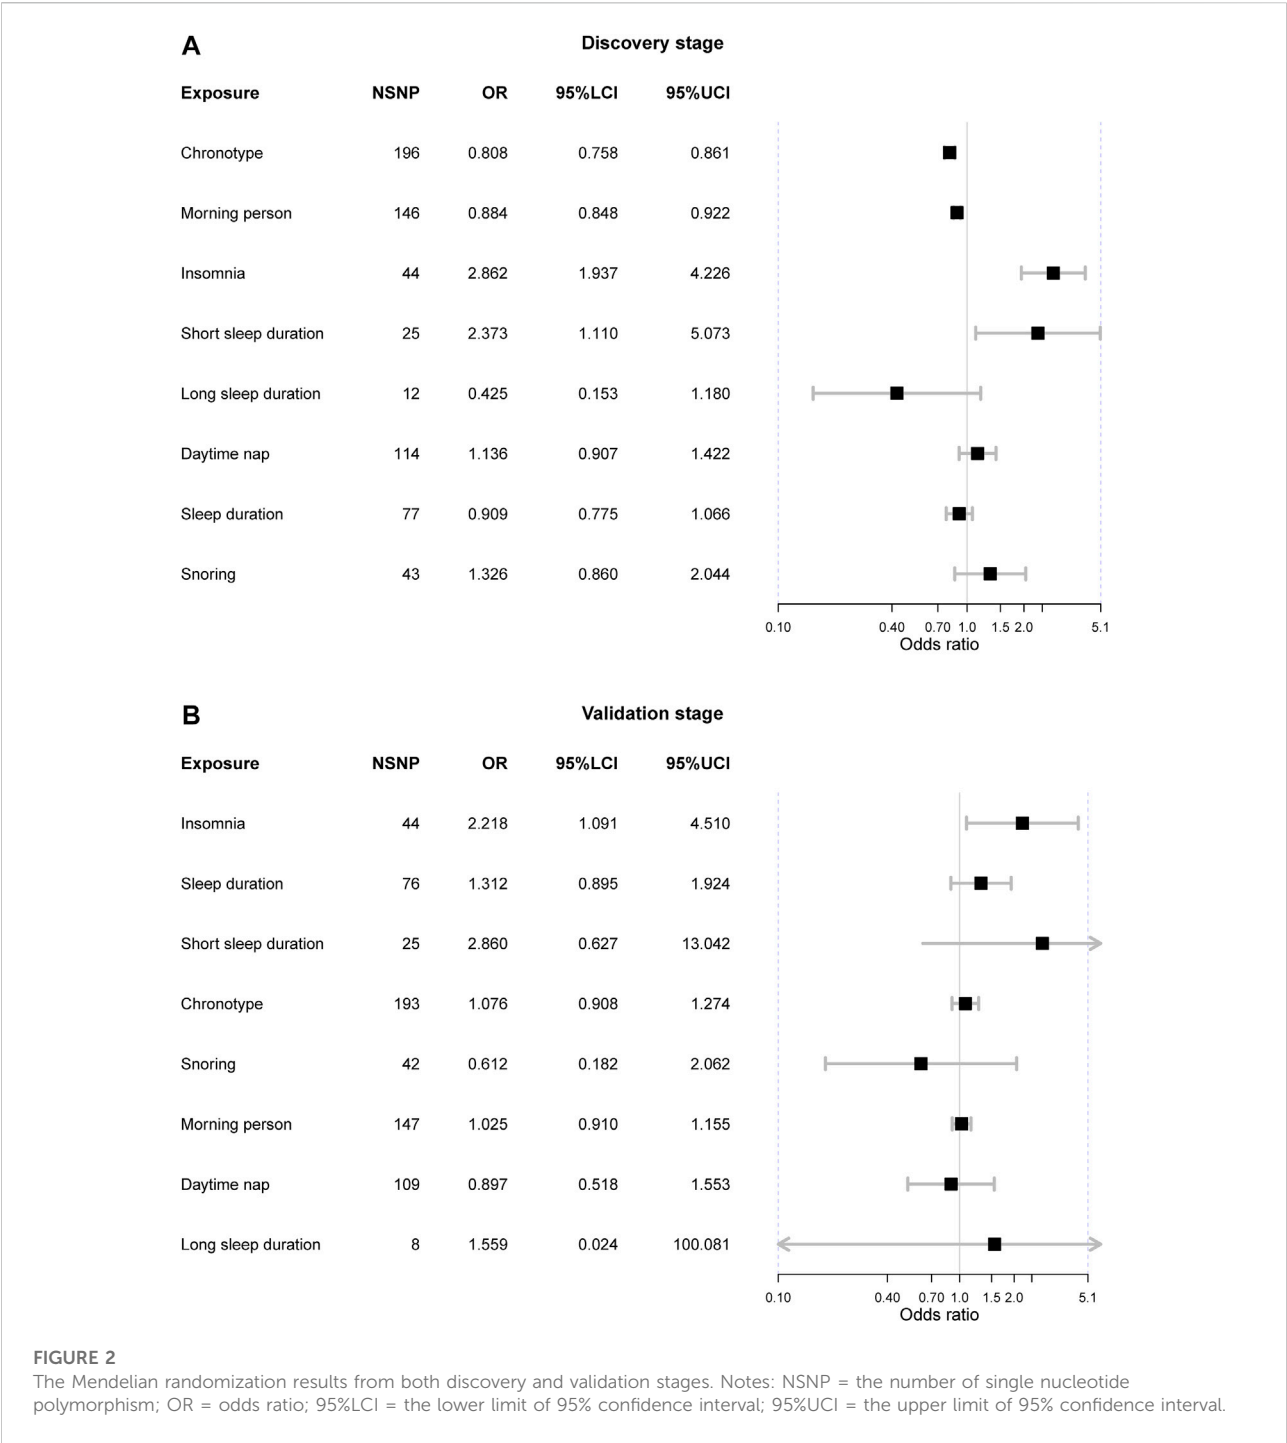 A
Discovery stage
Exposure NSNP OR 95%LCI 95%UCI
Chronotype 196 0.808 0.758 0.861
Morning person 146 0.884 0.848 0.922
Insomnia 44 2.862 1.937 4.226
Short sleep duration 25 2.373 1.110 5.073
Long sleep duration 12 0.425 0.153 1.180
Daytime nap 114 1.136 0.907 1.422
Sleep duration 77 0.909 0.775 1.066
Snoring 43 1.326 0.860 2.044
0.10 0.40 0.70 1.0 1.5 2.0 5.1
Odds ratio
B
Validation stage
Exposure NSNP OR 95%LCI 95%UCI
Insomnia 44 2.218 1.091 4.510
Sleep duration 76 1.312 0.895 1.924
Short sleep duration 25 2.860 0.627 13.042
Chronotype 193 1.076 0.908 1.274
Snoring 42 0.612 0.182 2.062
Morning person 147 1.025 0.910 1.155
Daytime nap 109 0.897 0.518 1.553
Long sleep duration 8 1.559 0.024 100.081
0.10 0.40 0.70 1.0 1.5 2.0 5.1
Odds ratio
FIGURE 2
The Mendelian randomization results from both discovery and validation stages. Notes: NSNP = the number of single nucleotide
polymorphism; OR = odds ratio; 95%LCI = the lower limit of 95% confidence interval; 95%UCI = the upper limit of 95% confidence interval.